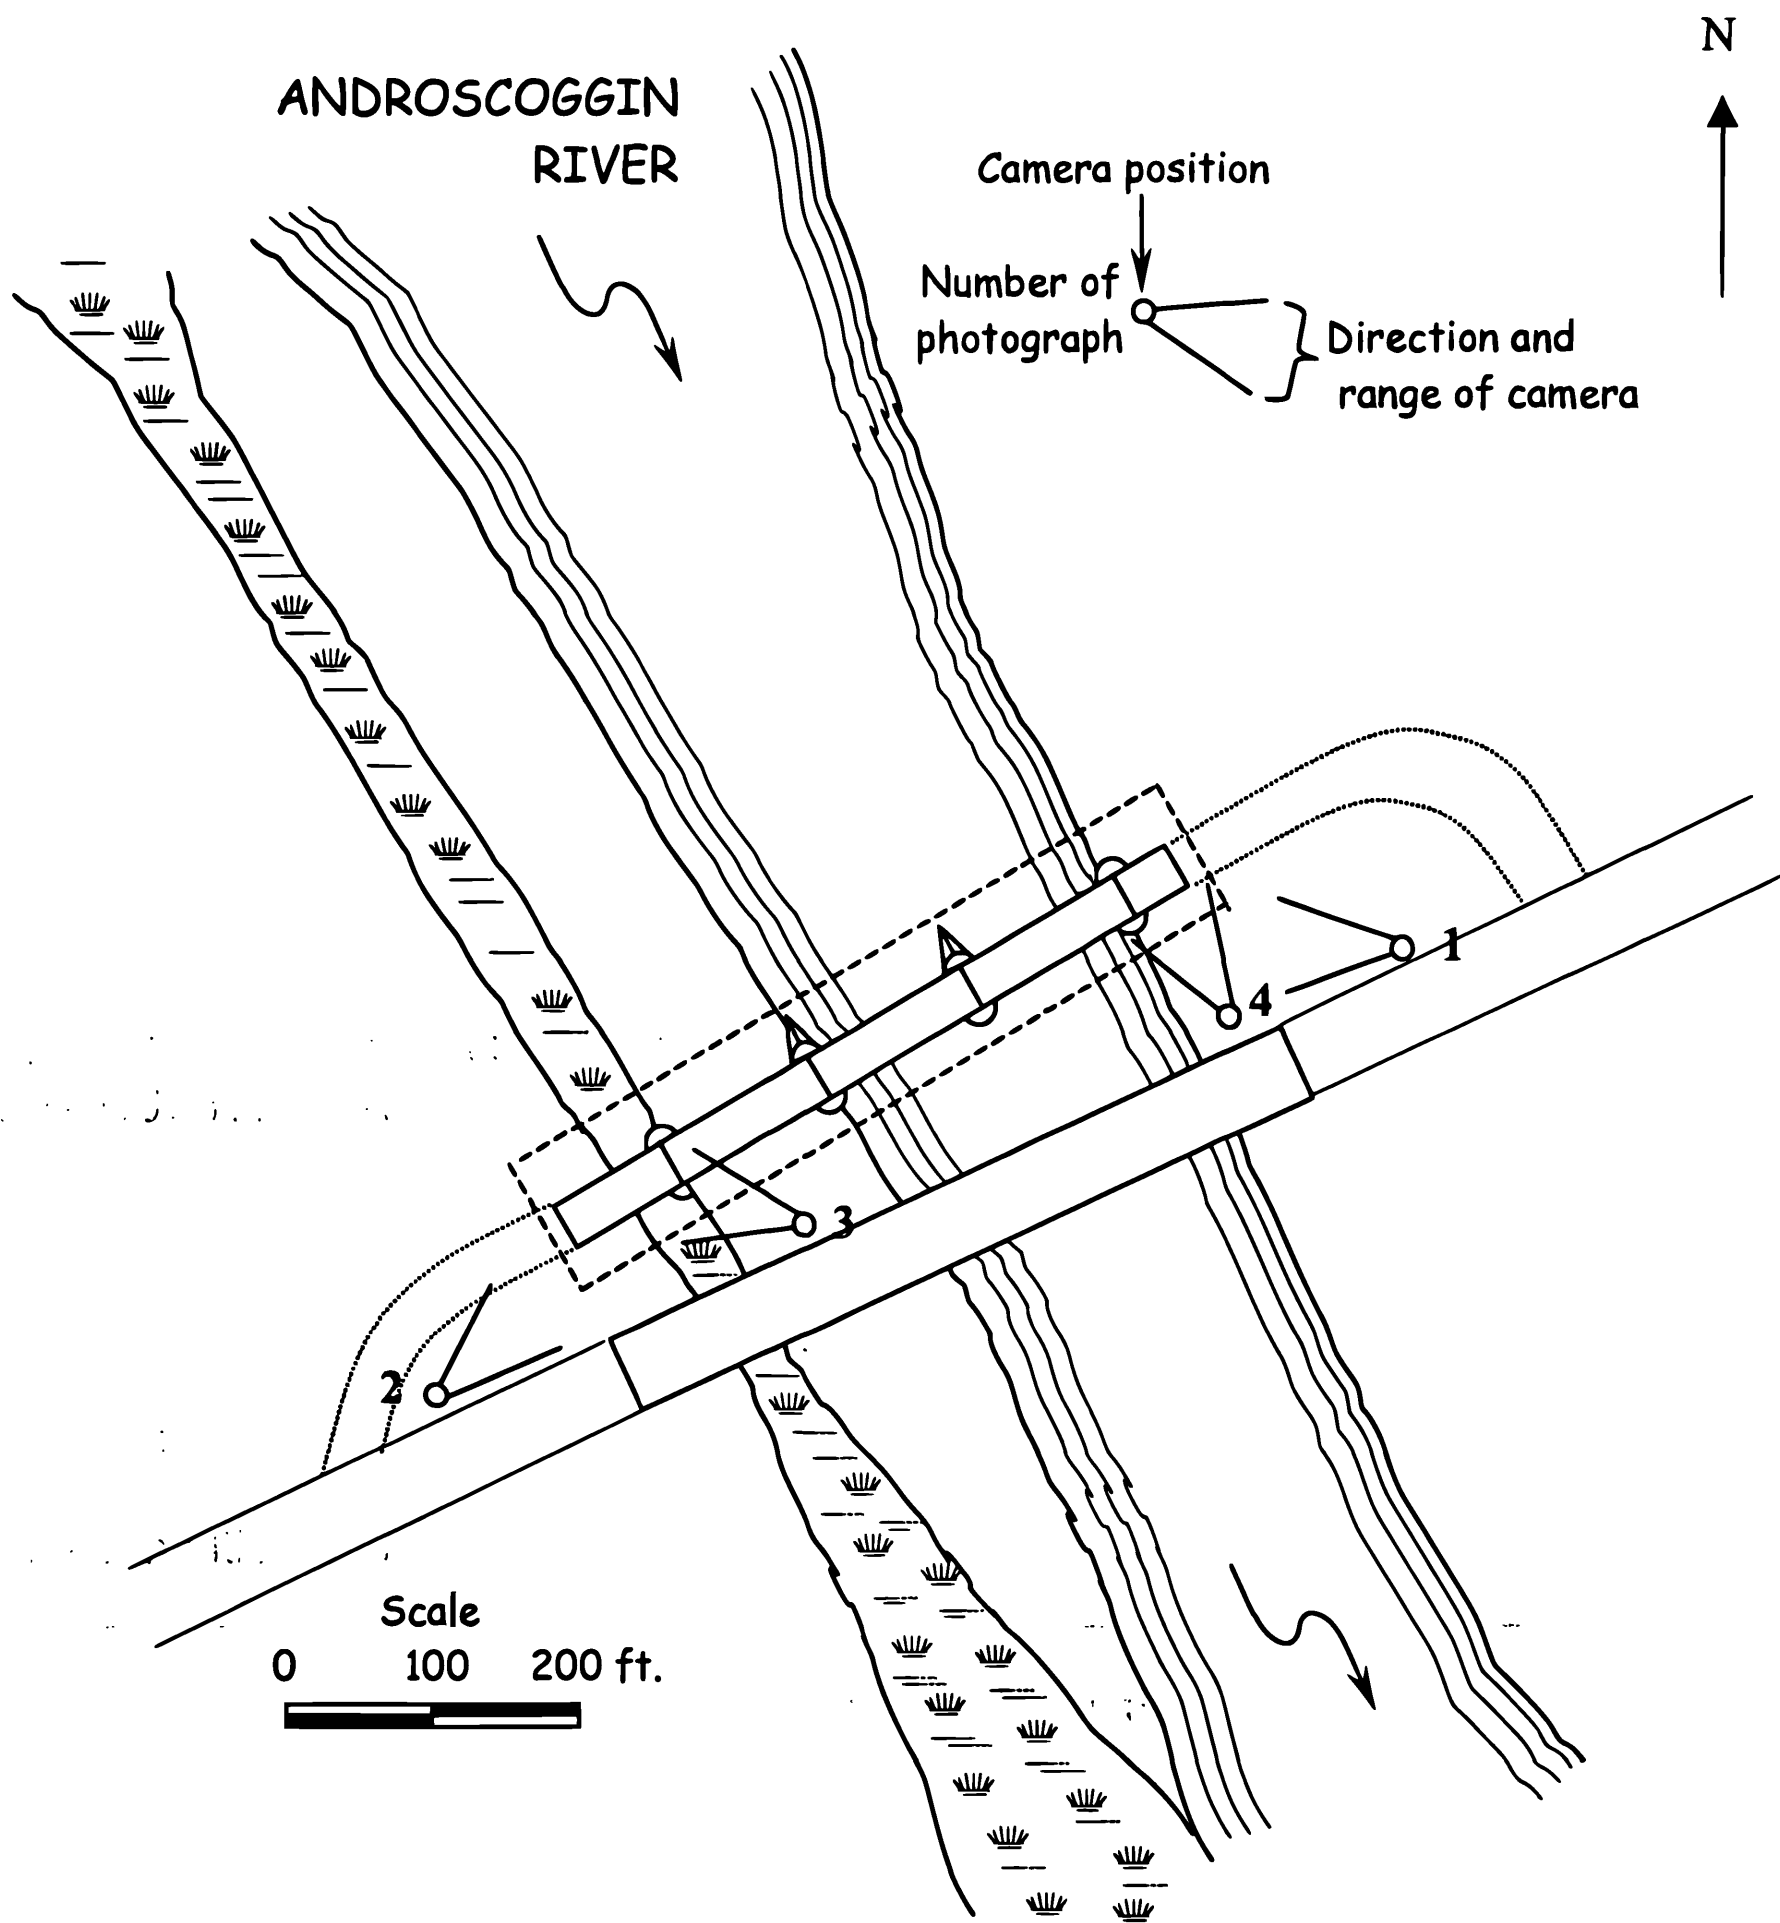 N
ANDROSCOGGIN
RIVER
Camera position
Number of
photograph
Direction and
range of camera
1
4
3
2
Scale
0 100 200 ft.